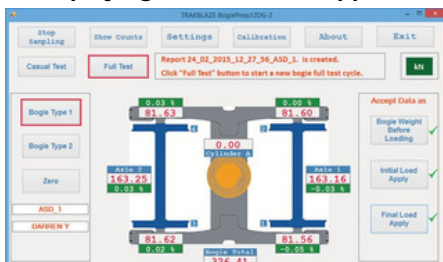 TRAKBLAZE BogiePress12DG-2
Stop
Sampling
Show Counts
Settings
Calibration
About
Exit
Casual Test
Full Test
Report 24_02_2015_12_27_56_ASD_1. is created.
Click "Full Test" button to start a new bogie full test cycle.
kN
Bogie Type 1
Bogie Type 2
Zero
ASD_1
DARREN Y
0.03 %
81.63
0.00 %
81.60
0.00
Cylinder A
Axle 2
163.25
0.03 %
Axle 1
163.16
-0.03 %
81.62
0.02 %
81.56
-0.05 %
Bogie Total
326.41
Accept Data as
Bogie Weight
Before
Loading
Initial Load
Apply
Final Load
Apply